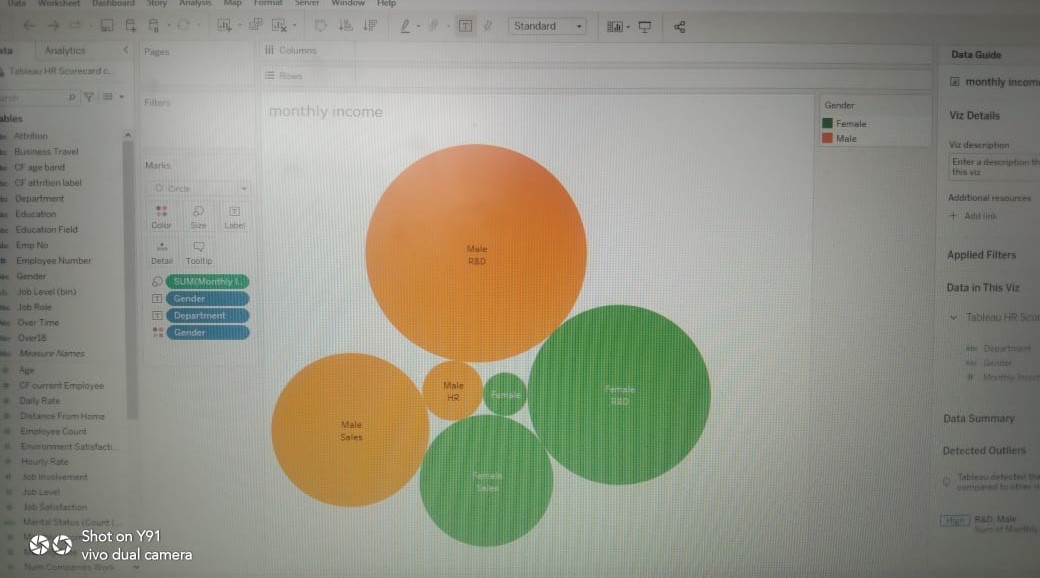 Data Worksheet Dashboard Story Analysis Map Format Server Window Help
Standard
Analytics
Tableau HR Scorecard c...
Attrition
Business Travel
CF age band
CF attrition label
Department
Education
Education Field
Emp No
Employee Number
Gender
Job Level (bin)
Job Role
Over Time
Over18
Measure Names
Age
CF current Employee
Daily Rate
Distance From Home
Employee Count
Environment Satisfacti...
Hourly Rate
Job Involvement
Job Level
Job Satisfaction
Marital Status (Count (...
Num Companies Work
Pages
Filters
Marks
Circle
Color Size Label
Detail Tooltip
SUM(Monthly I..
Gender
Department
Gender
Columns
Rows
monthly income
Male
R&D
Male
Sales
Male
HR
Female
Female
R&D
Female
Sales
Gender
Female
Male
Data Guide
monthly income
Viz Details
Viz description
Enter a description th
this viz
Additional resources
+ Add link
Applied Filters
Data in This Viz
Tableau HR Scor
Abc Department
Abc Gender
# Monthly Incom
Data Summary
Detected Outliers
Tableau detected tha
compared to other
High R&D, Male
Sum of Monthly
Shot on Y91
vivo dual camera